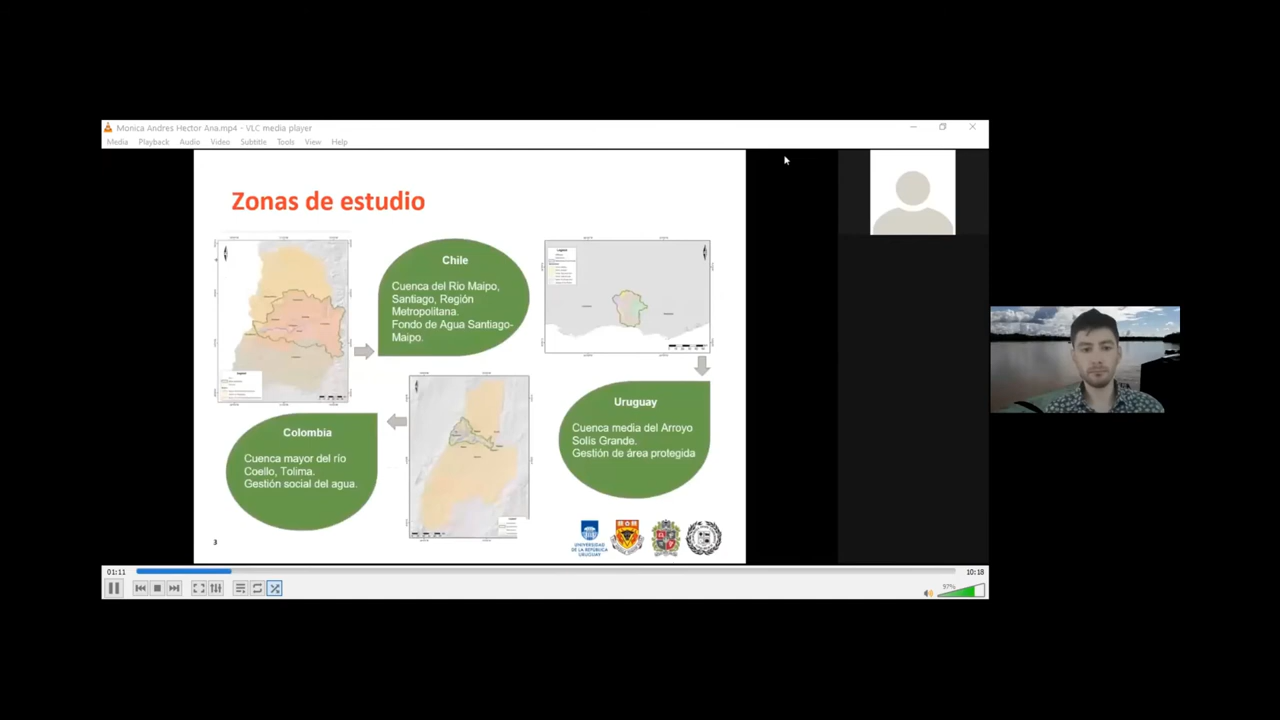 Monica Andres Hector Ana.mp4 - VLC media player
Media Playback Audio Video Subtitle Tools View Help
Zonas de estudio
Chile
Cuenca del Río Maipo,
Santiago, Región
Metropolitana.
Fondo de Agua Santiago-
Maipo.
Uruguay
Cuenca media del Arroyo
Solís Grande.
Gestión de área protegida
Colombia
Cuenca mayor del río
Coello, Tolima.
Gestión social del agua.
UNIVERSIDAD
DE LA REPÚBLICA
URUGUAY
3
01:11
10:18
97%